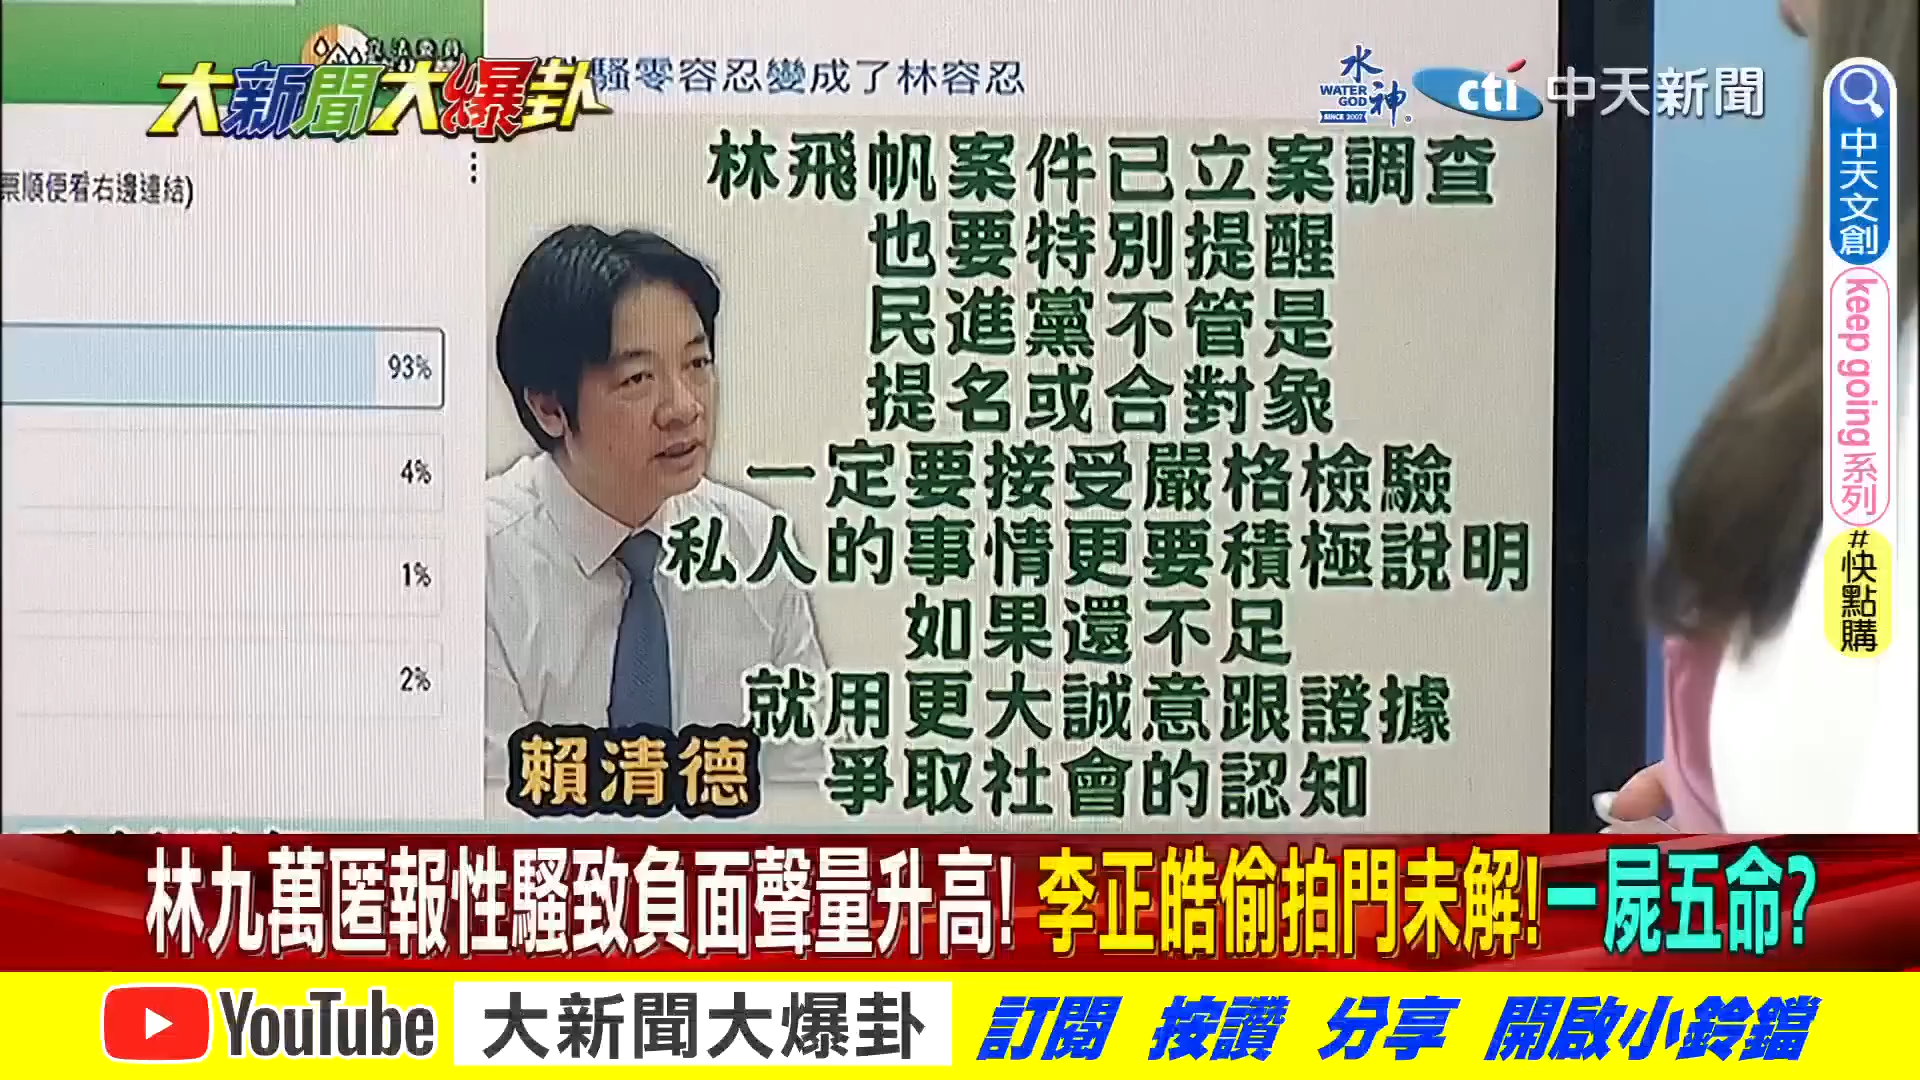 大新聞大爆卦
騷零容忍變成了林容忍
水神
WATER GOD
SINCE 2007
cti 中天新聞
票順便看右邊連結)
93%
4%
1%
2%
林飛帆案件已立案調查
也要特別提醒
民進黨不管是
提名或合對象
一定要接受嚴格檢驗
私人的事情更要積極說明
如果還不足
就用更大誠意跟證據
爭取社會的認知
賴清德
中天文創
keep going 系列
#快點購
林九萬匿報性騷致負面聲量升高! 李正皓偷拍門未解!一屍五命?
YouTube 大新聞大爆卦 訂閱 按讚 分享 開啟小鈴鐺